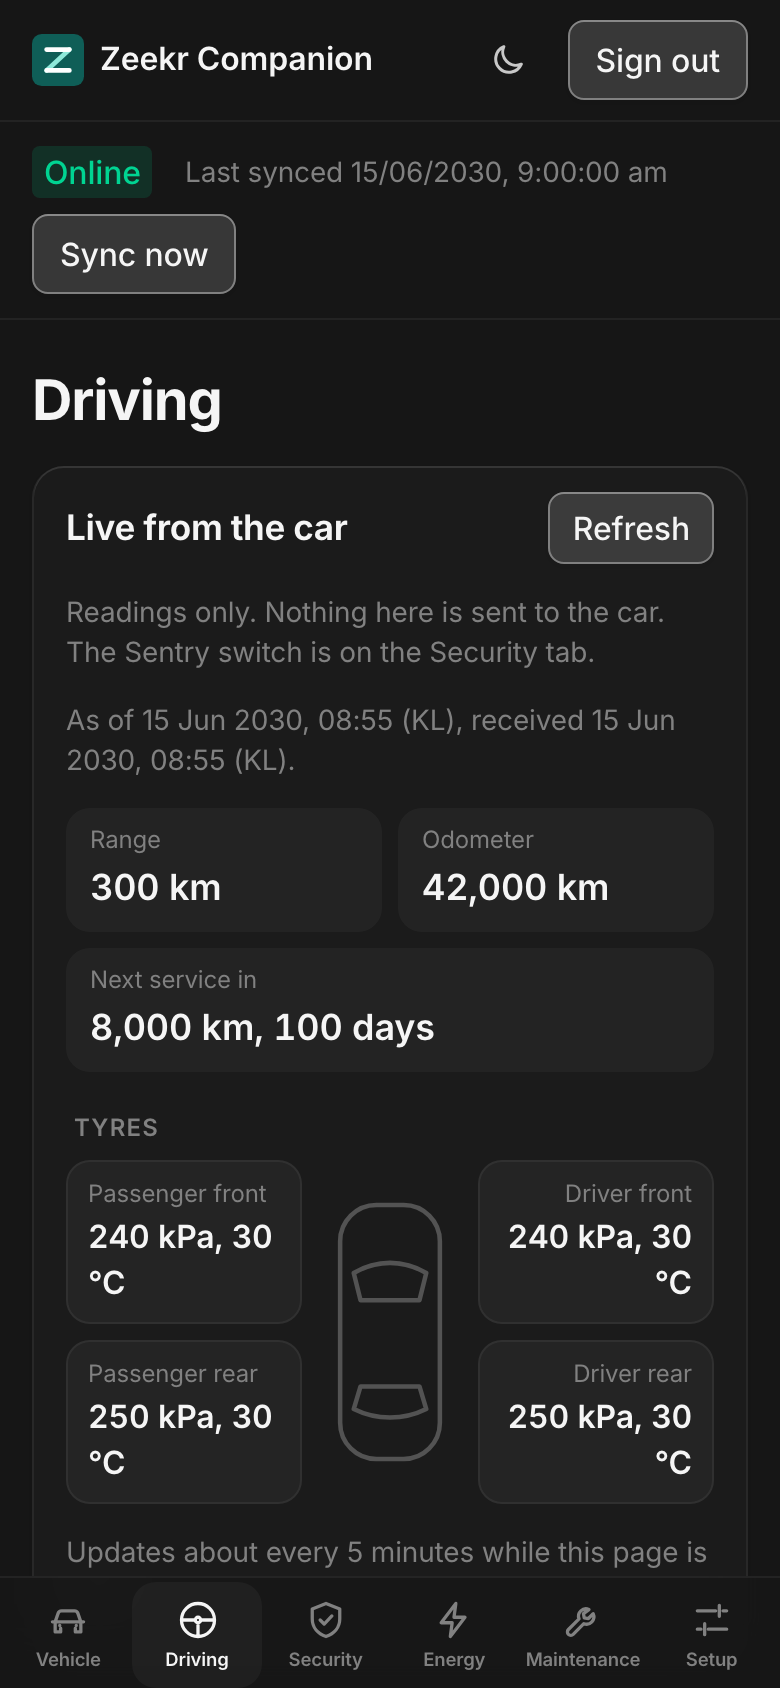 Zeekr Companion
Sign out
Online
Last synced 15/06/2030, 9:00:00 am
Sync now
Driving
Live from the car
Refresh
Readings only. Nothing here is sent to the car.
The Sentry switch is on the Security tab.
As of 15 Jun 2030, 08:55 (KL), received 15 Jun
2030, 08:55 (KL).
Range
300 km
Odometer
42,000 km
Next service in
8,000 km, 100 days
TYRES
Passenger front
240 kPa, 30
°C
Driver front
240 kPa, 30
°C
Passenger rear
250 kPa, 30
°C
Driver rear
250 kPa, 30
°C
Updates about every 5 minutes while this page is
Vehicle
Driving
Security
Energy
Maintenance
Setup